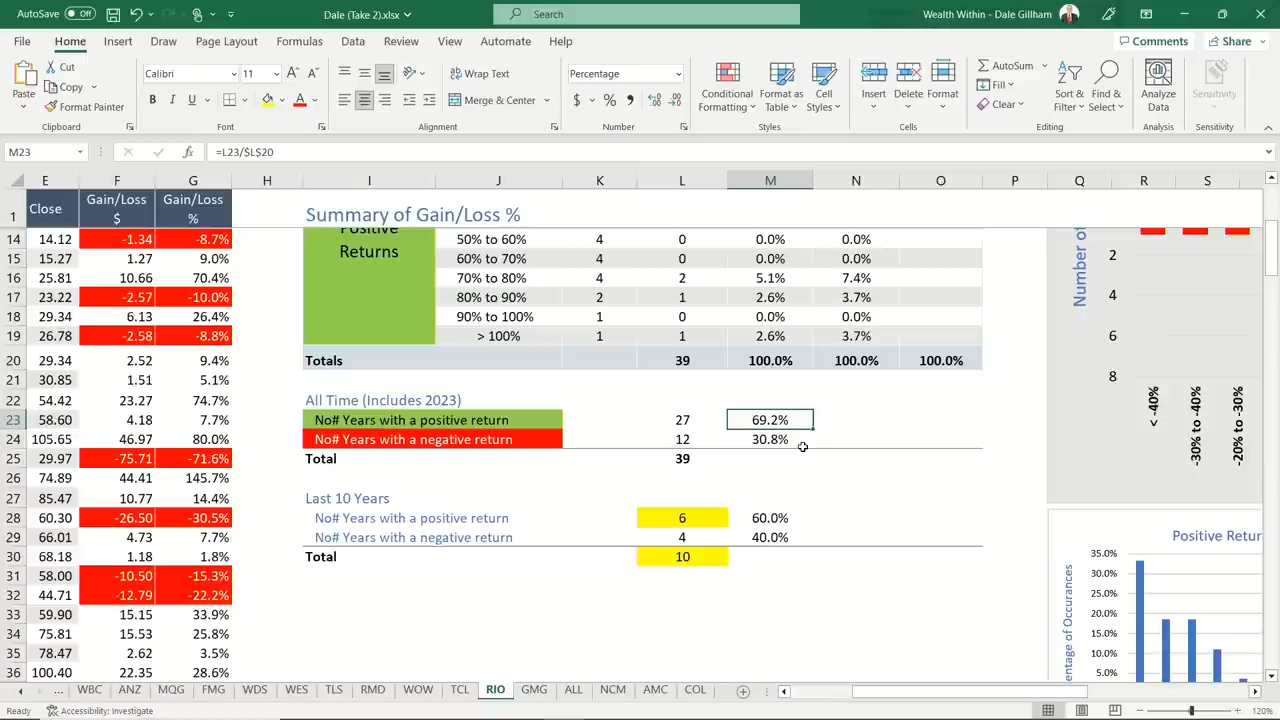 AutoSave Off Dale (Take 2).xlsx Search Wealth Within - Dale Gillham
File Home Insert Draw Page Layout Formulas Data Review View Automate Help Comments Share
Paste Cut Copy Format Painter Clipboard
Calibri 11 B I U A Font
Wrap Text Merge & Center Alignment
Percentage $ % Number
Conditional Formatting Format as Table Cell Styles Styles
Insert Delete Format Cells
AutoSum Fill Clear Sort & Filter Find & Select Editing
Analyze Data Analysis
Sensitivity Sensitivity
M23 fx =L23/$L$20
E F G H I J K L M N O P Q R S
1 Close Gain/Loss $ Gain/Loss % Summary of Gain/Loss %
14 14.12 -1.34 -8.7% Positive Returns 50% to 60% 4 0 0.0% 0.0%
15 15.27 1.27 9.0% 60% to 70% 4 0 0.0% 0.0%
16 25.81 10.66 70.4% 70% to 80% 4 2 5.1% 7.4%
17 23.22 -2.57 -10.0% 80% to 90% 2 1 2.6% 3.7%
18 29.34 6.13 26.4% 90% to 100% 1 0 0.0% 0.0%
19 26.78 -2.58 -8.8% > 100% 1 1 2.6% 3.7%
20 29.34 2.52 9.4% Totals 39 100.0% 100.0% 100.0%
21 30.85 1.51 5.1%
22 54.42 23.27 74.7% All Time (Includes 2023)
23 58.60 4.18 7.7% No# Years with a positive return 27 69.2%
24 105.65 46.97 80.0% No# Years with a negative return 12 30.8%
25 29.97 -75.71 -71.6% Total 39
26 74.89 44.41 145.7%
27 85.47 10.77 14.4% Last 10 Years
28 60.30 -26.50 -30.5% No# Years with a positive return 6 60.0%
29 66.01 4.73 7.7% No# Years with a negative return 4 40.0%
30 68.18 1.18 1.8% Total 10
31 58.00 -10.50 -15.3%
32 44.71 -12.79 -22.2%
33 59.90 15.15 33.9%
34 75.81 15.53 25.8%
35 78.47 2.62 3.5%
36 100.40 22.35 28.6%
Number of
2
4
6
8
< -40%
-30% to -40%
-20% to -30%
Positive Retur
centage of Occurances
35.0%
30.0%
25.0%
20.0%
15.0%
10.0%
5.0%
... WBC ANZ MQG FMG WDS WES TLS RMD WOW TCL RIO GMG ALL NCM AMC COL
Ready Accessibility: Investigate 120%